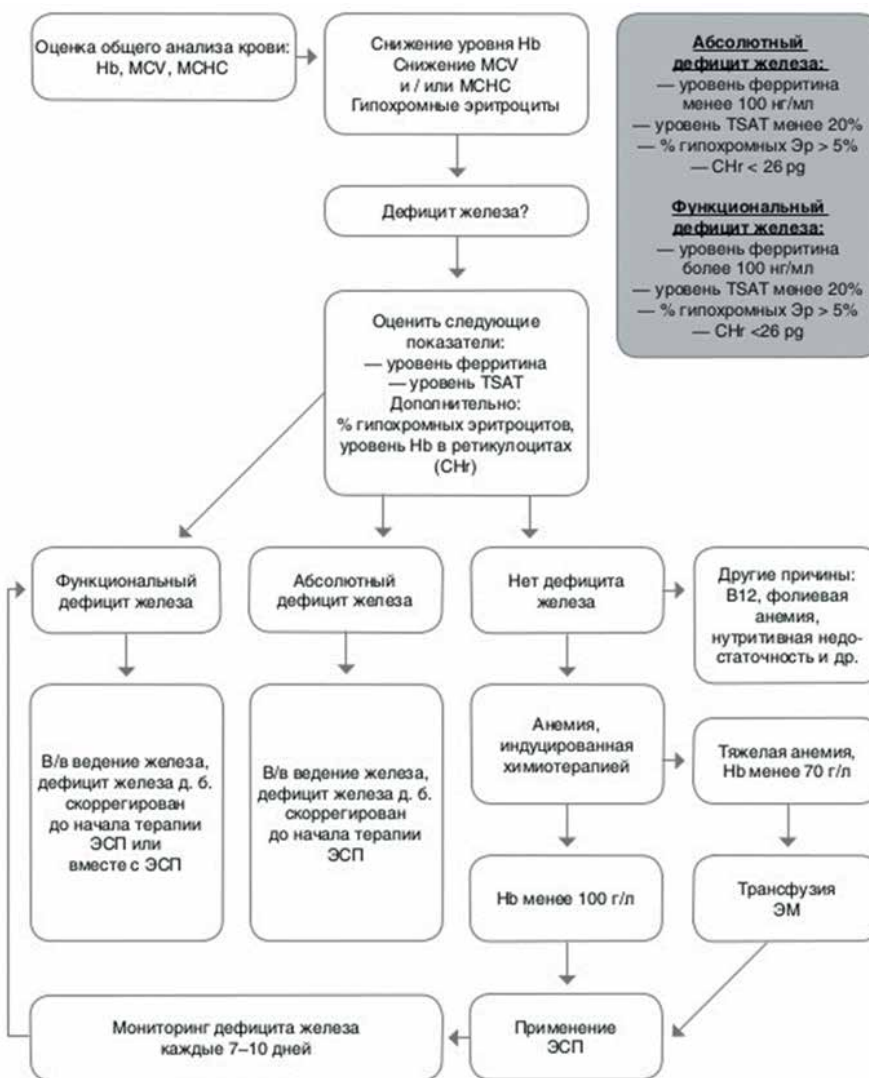 Оценка общего анализа крови:
Hb, MCV, MCHC
Снижение уровня Hb
Снижение MCV
и / или MCHC
Гипохромные эритроциты
Абсолютный
дефицит железа:
— уровень ферритина
менее 100 нг/мл
— уровень TSAT менее 20%
— % гипохромных Эр > 5%
— CHr < 26 pg
Функциональный
дефицит железа:
— уровень ферритина
более 100 нг/мл
— уровень TSAT менее 20%
— % гипохромных Эр > 5%
— CHr <26 pg
Дефицит железа?
Оценить следующие
показатели:
— уровень ферритина
— уровень TSAT
Дополнительно:
% гипохромных эритроцитов,
уровень Hb в ретикулоцитах
(CHr)
Функциональный
дефицит железа
Абсолютный
дефицит железа
Нет дефицита
железа
Другие причины:
В12, фолиевая
анемия,
нутритивная недо-
статочность и др.
В/в ведение железа,
дефицит железа д. б.
скоррегирован
до начала терапии
ЭСП или
вместе с ЭСП
В/в ведение железа,
дефицит железа д. б.
скоррегирован
до начала терапии
ЭСП
Анемия,
индуцированная
химиотерапией
Тяжелая анемия,
Hb менее 70 г/л
Hb менее 100 г/л
Трансфузия
ЭМ
Мониторинг дефицита железа
каждые 7–10 дней
Применение
ЭСП